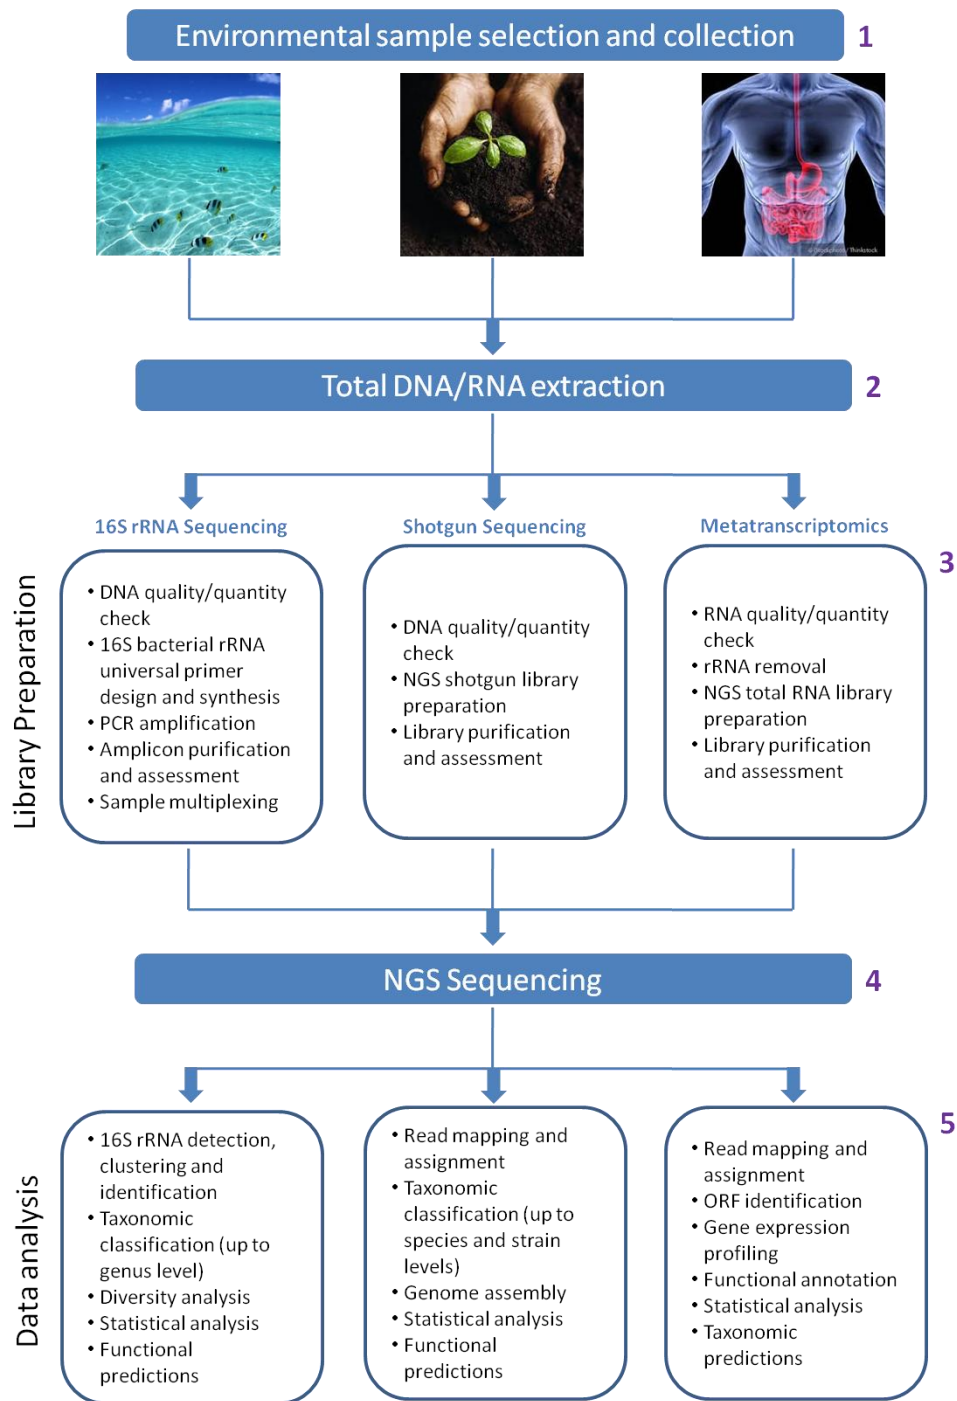 Environmental sample selection and collection
1
Total DNA/RNA extraction
2
16S rRNA Sequencing
Shotgun Sequencing
Metatranscriptomics
3
Library Preparation
• DNA quality/quantity
check
• 16S bacterial rRNA
universal primer
design and synthesis
• PCR amplification
• Amplicon purification
and assessment
• Sample multiplexing
• DNA quality/quantity
check
• NGS shotgun library
preparation
• Library purification
and assessment
• RNA quality/quantity
check
• rRNA removal
• NGS total RNA library
preparation
• Library purification
and assessment
NGS Sequencing
4
5
Data analysis
• 16S rRNA detection,
clustering and
identification
• Taxonomic
classification (up to
genus level)
• Diversity analysis
• Statistical analysis
• Functional
predictions
• Read mapping and
assignment
• Taxonomic
classification (up to
species and strain
levels)
• Genome assembly
• Statistical analysis
• Functional
predictions
• Read mapping and
assignment
• ORF identification
• Gene expression
profiling
• Functional annotation
• Statistical analysis
• Taxonomic
predictions